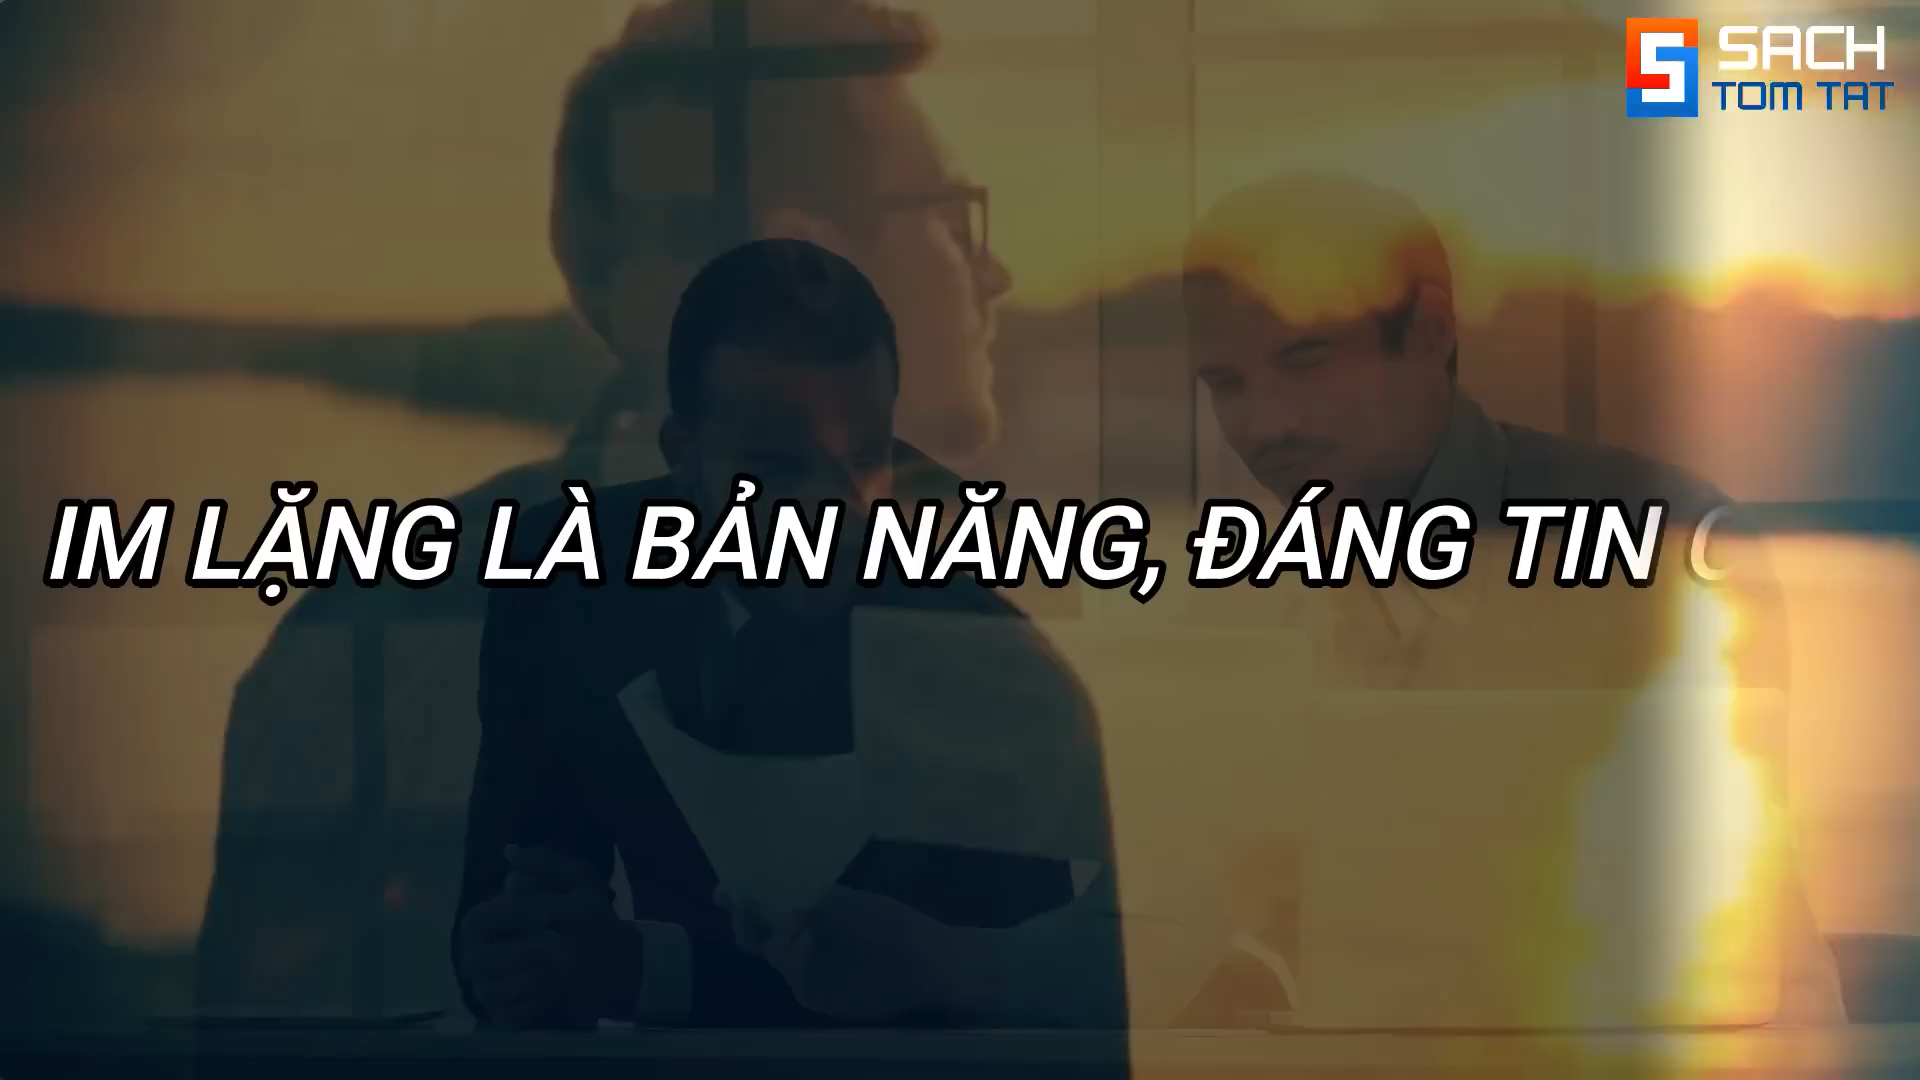 SACH
TOM TAT
IM LẶNG LÀ BẢN NĂNG, ĐÁNG TIN